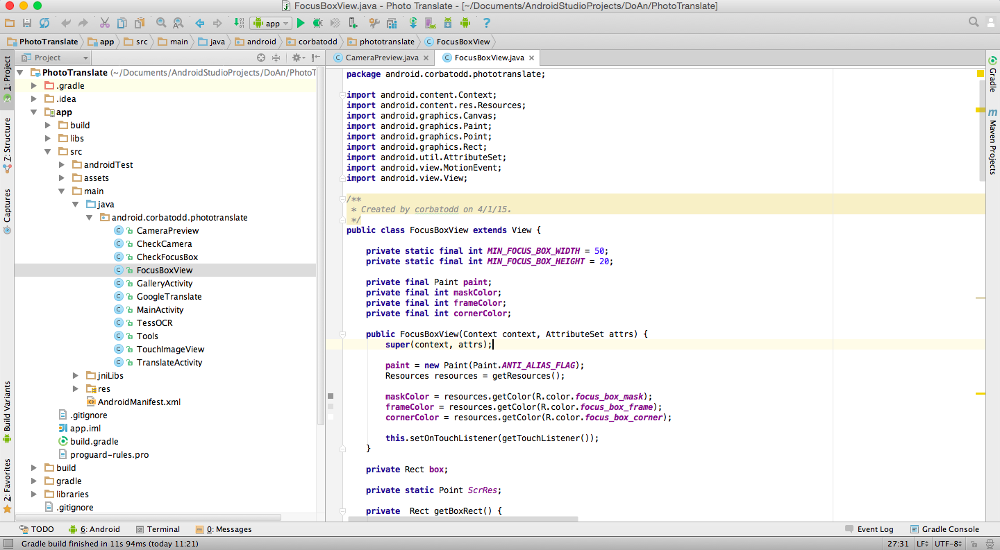 FocusBoxView.java - Photo Translate - [~/Documents/AndroidStudioProjects/DoAn/PhotoTranslate]
app
PhotoTranslate app src main java android corbatodd phototranslate FocusBoxView
Project
CameraPreview.java
FocusBoxView.java
1: Project
Z: Structure
Captures
Build Variants
2: Favorites
PhotoTranslate (~/Documents/AndroidStudioProjects/DoAn/PhotoT
.gradle
.idea
app
build
libs
src
androidTest
assets
main
java
android.corbatodd.phototranslate
CameraPreview
CheckCamera
CheckFocusBox
FocusBoxView
GalleryActivity
GoogleTranslate
MainActivity
TessOCR
Tools
TouchImageView
TranslateActivity
jniLibs
res
AndroidManifest.xml
.gitignore
app.iml
build.gradle
proguard-rules.pro
build
gradle
libraries
.gitignore
package android.corbatodd.phototranslate;
import android.content.Context;
import android.content.res.Resources;
import android.graphics.Canvas;
import android.graphics.Paint;
import android.graphics.Point;
import android.graphics.Rect;
import android.util.AttributeSet;
import android.view.MotionEvent;
import android.view.View;
/**
* Created by corbatodd on 4/1/15.
*/
public class FocusBoxView extends View {
private static final int MIN_FOCUS_BOX_WIDTH = 50;
private static final int MIN_FOCUS_BOX_HEIGHT = 20;
private final Paint paint;
private final int maskColor;
private final int frameColor;
private final int cornerColor;
public FocusBoxView(Context context, AttributeSet attrs) {
super(context, attrs);
paint = new Paint(Paint.ANTI_ALIAS_FLAG);
Resources resources = getResources();
maskColor = resources.getColor(R.color.focus_box_mask);
frameColor = resources.getColor(R.color.focus_box_frame);
cornerColor = resources.getColor(R.color.focus_box_corner);
this.setOnTouchListener(getTouchListener());
}
private Rect box;
private static Point ScrRes;
private  Rect getBoxRect() {
Gradle
m Maven Projects
TODO
6: Android
Terminal
0: Messages
Event Log
Gradle Console
Gradle build finished in 11s 94ms (today 11:21)
27:31
LF
UTF-8